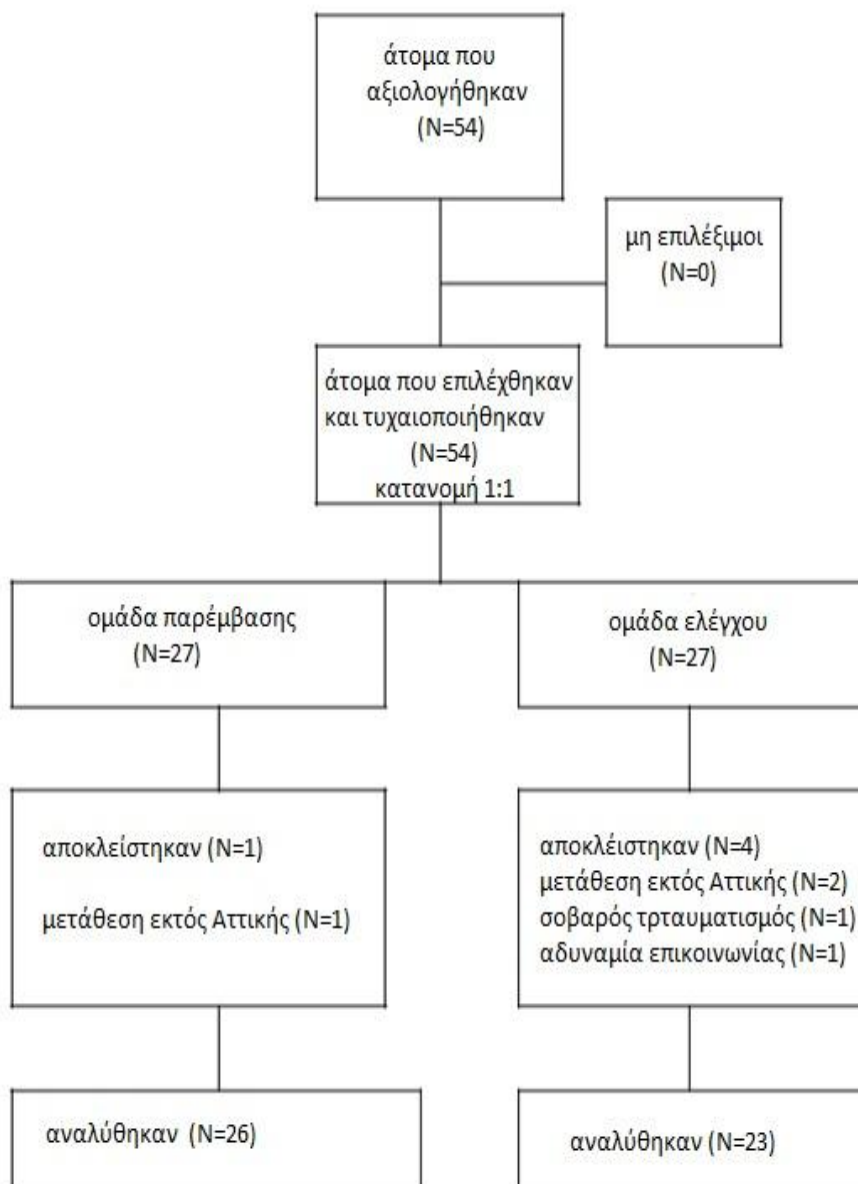 άτομα που
αξιολογήθηκαν
(N=54)
μη επιλέξιμοι
(N=0)
άτομα που επιλέχθηκαν
και τυχαιοποιήθηκαν
(N=54)
κατανομή 1:1
ομάδα παρέμβασης
(N=27)
ομάδα ελέγχου
(N=27)
αποκλείστηκαν (N=1)
μετάθεση εκτός Αττικής (N=1)
αποκλέιστηκαν (N=4)
μετάθεση εκτός Αττικής (N=2)
σοβαρός τρταυματισμός (N=1)
αδυναμία επικοινωνίας (N=1)
αναλύθηκαν (N=26)
αναλύθηκαν (N=23)